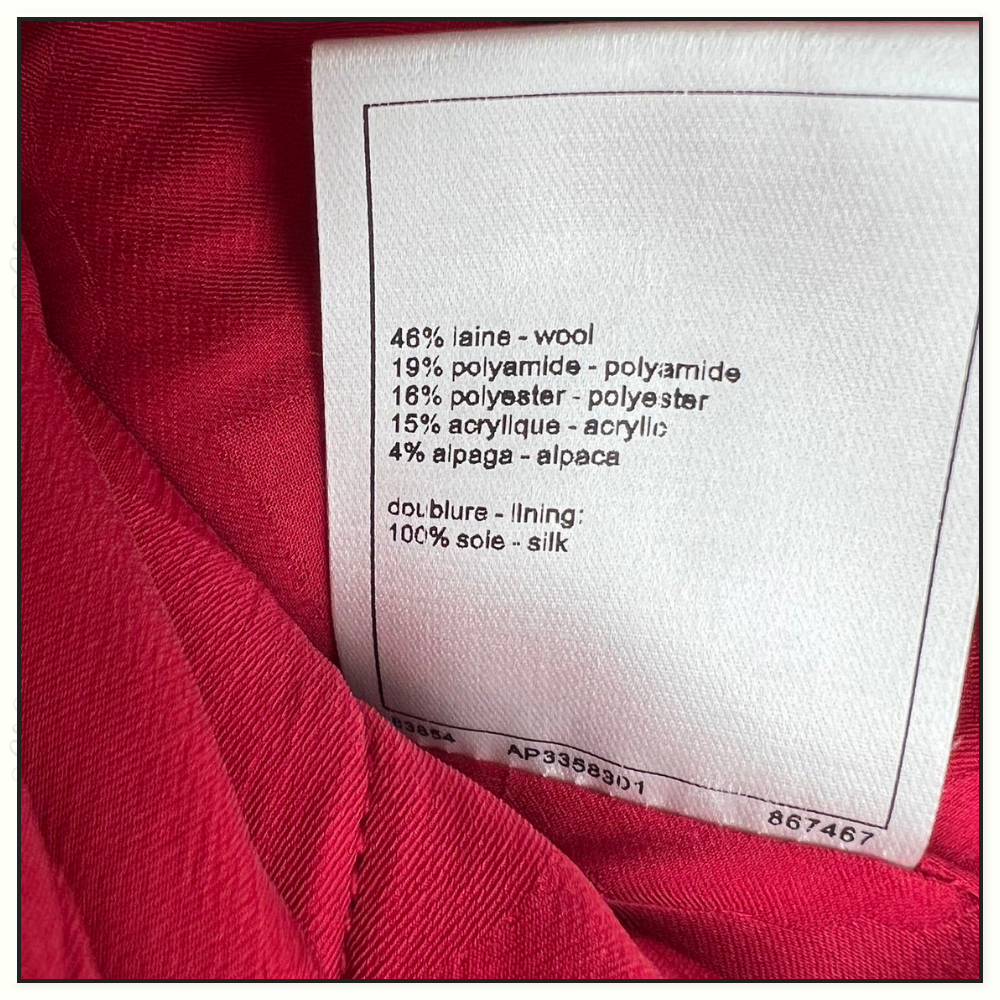 46% laine - wool
19% polyamide - polyamide
16% polyester - polyester
15% acrylique - acrylic
4% alpaga - alpaca
doublure - lining:
100% soie - silk
63854 AP3358301 867467